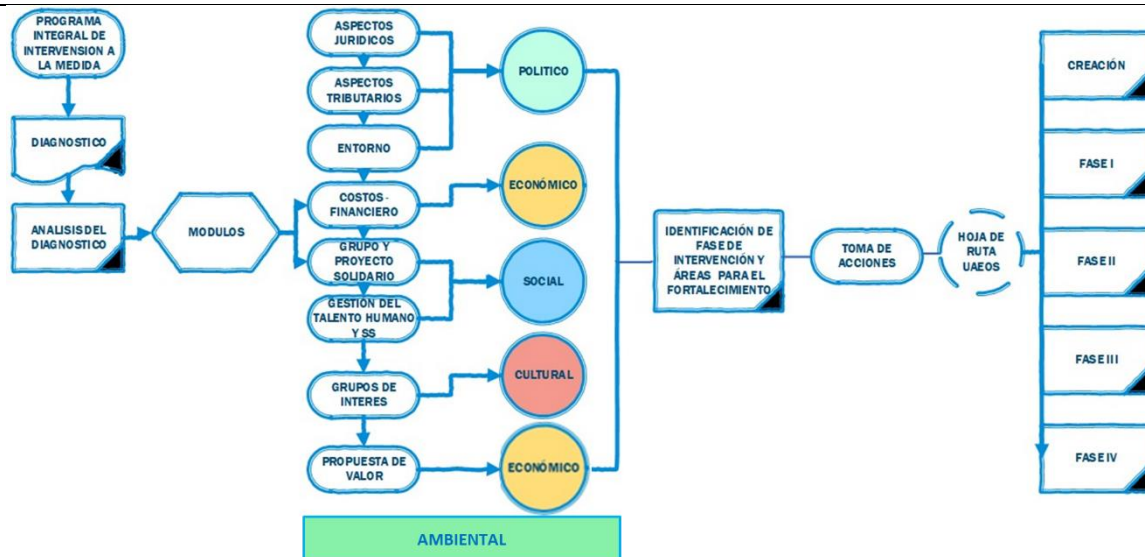 PROGRAMA
INTEGRAL DE
INTERVENSION A
LA MEDIDA
DIAGNOSTICO
ANALISIS DEL
DIAGNOSTICO
MODULOS
ASPECTOS
JURIDICOS
ASPECTOS
TRIBUTARIOS
ENTORNO
COSTOS -
FINANCIERO
GRUPO Y
PROYECTO
SOLIDARIO
GESTIÓN DEL
TALENTO HUMANO
Y SS
GRUPOS DE
INTERES
PROPUESTA DE
VALOR
POLITICO
ECONÓMICO
SOCIAL
CULTURAL
ECONÓMICO
AMBIENTAL
IDENTIFICACIÓN DE
FASE DE
INTERVENCIÓN Y
ÁREAS PARA EL
FORTALECIMIENTO
TOMA DE
ACCIONES
HOJA DE
RUTA
UAEOS
CREACIÓN
FASE I
FASE II
FASE III
FASE IV